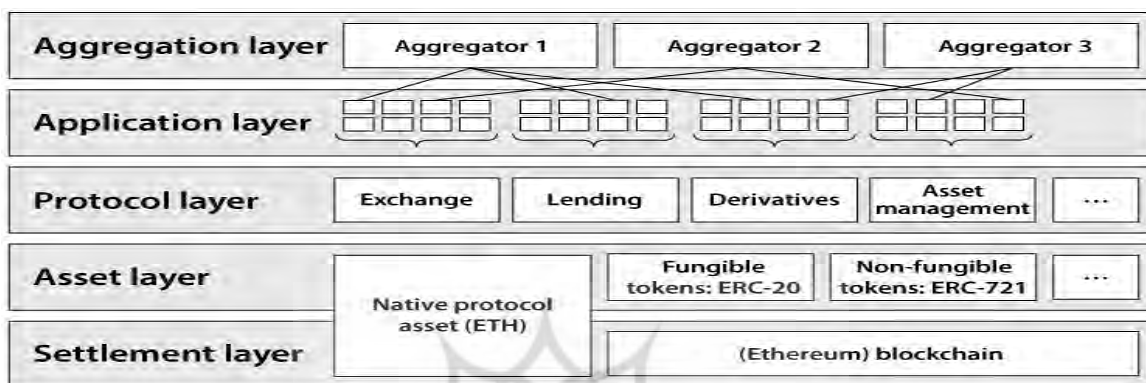 Aggregation layer
Aggregator 1
Aggregator 2
Aggregator 3
Application layer
Protocol layer
Exchange
Lending
Derivatives
Asset
management
...
Asset layer
Native protocol
asset (ETH)
Fungible
tokens: ERC-20
Non-fungible
tokens: ERC-721
...
Settlement layer
(Ethereum) blockchain